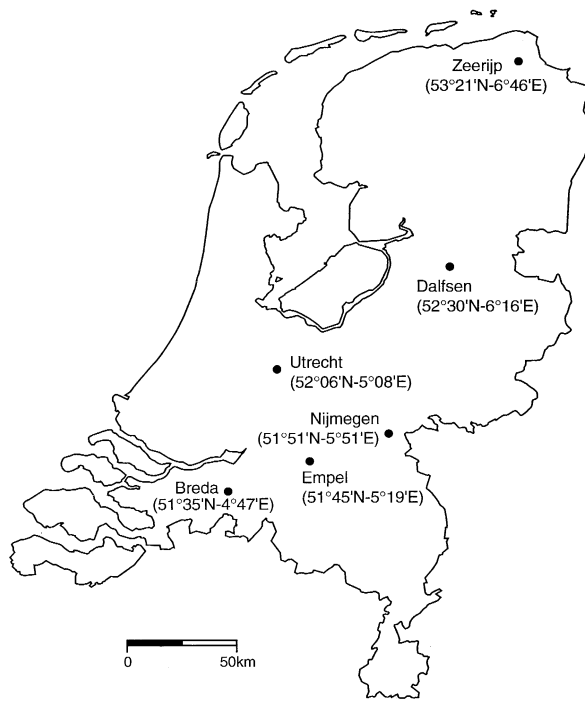 Zeerijp
(53°21'N-6°46'E)
Dalfsen
(52°30'N-6°16'E)
Utrecht
(52°06'N-5°08'E)
Nijmegen
(51°51'N-5°51'E)
Empel
(51°45'N-5°19'E)
Breda
(51°35'N-4°47'E)
0 50km